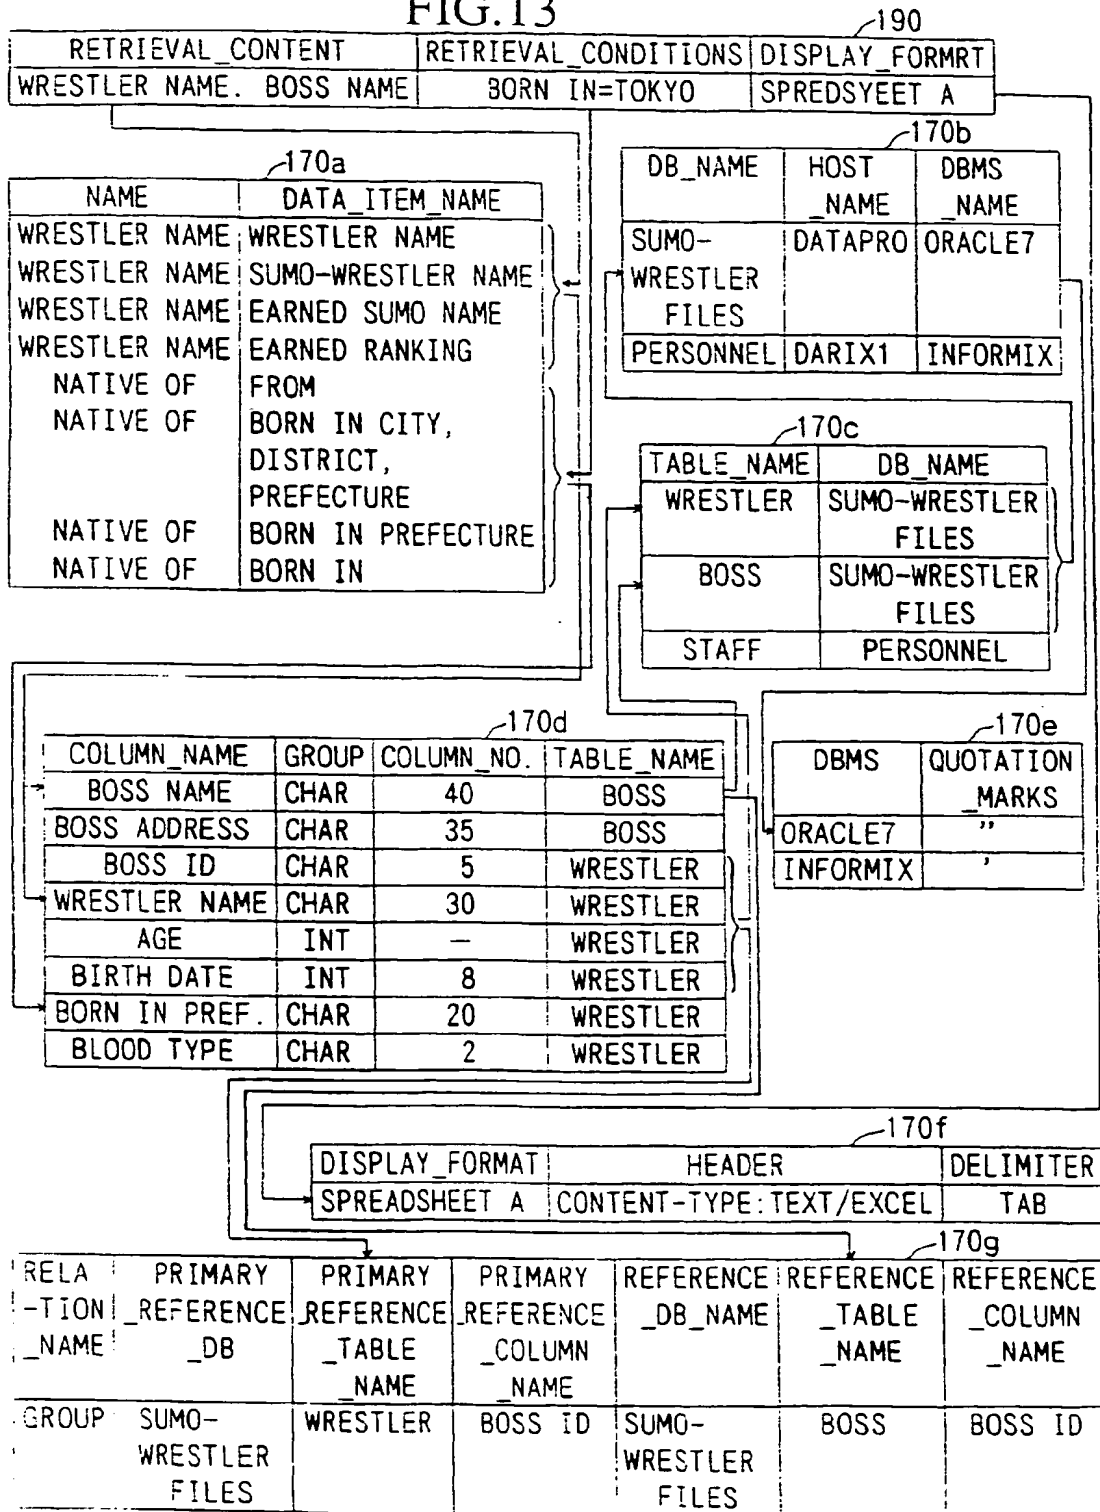 FIG.13
190
RETRIEVAL_CONTENT RETRIEVAL_CONDITIONS DISPLAY_FORMRT
WRESTLER NAME. BOSS NAME BORN IN=TOKYO SPREDSYEET A
170a
NAME DATA_ITEM_NAME
WRESTLER NAME WRESTLER NAME
WRESTLER NAME SUMO-WRESTLER NAME
WRESTLER NAME EARNED SUMO NAME
WRESTLER NAME EARNED RANKING
NATIVE OF FROM
NATIVE OF BORN IN CITY,
DISTRICT,
PREFECTURE
NATIVE OF BORN IN PREFECTURE
NATIVE OF BORN IN
170b
DB_NAME HOST DBMS
_NAME _NAME
SUMO- DATAPRO ORACLE7
WRESTLER
FILES
PERSONNEL DARIX1 INFORMIX
170c
TABLE_NAME DB_NAME
WRESTLER SUMO-WRESTLER
FILES
BOSS SUMO-WRESTLER
FILES
STAFF PERSONNEL
170d
COLUMN_NAME GROUP COLUMN_NO. TABLE_NAME
BOSS NAME CHAR 40 BOSS
BOSS ADDRESS CHAR 35 BOSS
BOSS ID CHAR 5 WRESTLER
WRESTLER NAME CHAR 30 WRESTLER
AGE INT — WRESTLER
BIRTH DATE INT 8 WRESTLER
BORN IN PREF. CHAR 20 WRESTLER
BLOOD TYPE CHAR 2 WRESTLER
170e
DBMS QUOTATION
_MARKS
ORACLE7 ’’
INFORMIX ’
170f
DISPLAY_FORMAT HEADER DELIMITER
SPREADSHEET A CONTENT-TYPE:TEXT/EXCEL TAB
170g
RELA PRIMARY PRIMARY PRIMARY REFERENCE REFERENCE REFERENCE
-TION _REFERENCE _REFERENCE _REFERENCE _DB_NAME _TABLE _COLUMN
_NAME _DB _TABLE _COLUMN _NAME _NAME
_NAME _NAME
GROUP SUMO- WRESTLER BOSS ID SUMO- BOSS BOSS ID
WRESTLER WRESTLER
FILES FILES